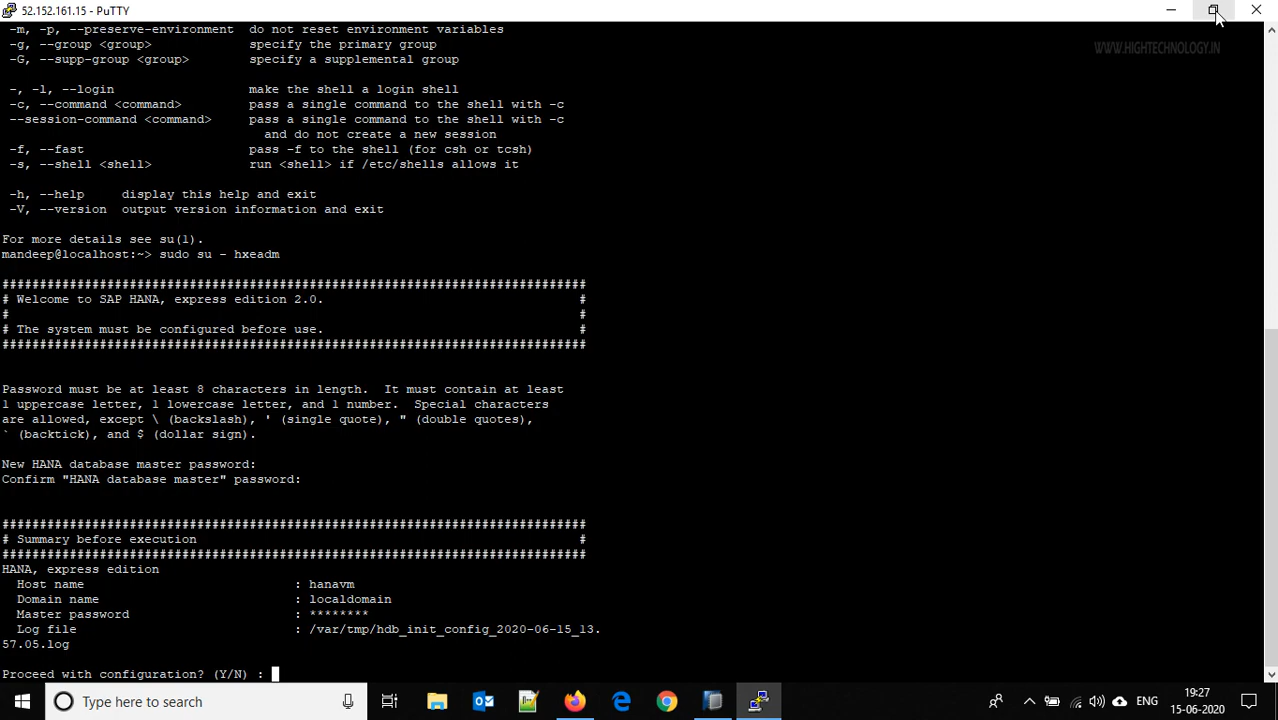 52.152.161.15 - PuTTY
-m, -p, --preserve-environment  do not reset environment variables
WWW.HIGHTECHNOLOGY.IN
-g, --group <group>             specify the primary group
-G, --supp-group <group>        specify a supplemental group
-, -l, --login                  make the shell a login shell
-c, --command <command>         pass a single command to the shell with -c
--session-command <command>     pass a single command to the shell with -c
and do not create a new session
-f, --fast                      pass -f to the shell (for csh or tcsh)
-s, --shell <shell>             run <shell> if /etc/shells allows it
-h, --help     display this help and exit
-V, --version  output version information and exit
For more details see su(1).
mandeep@localhost:~> sudo su - hxeadm
##############################################################################
# Welcome to SAP HANA, express edition 2.0.                                  #
#                                                                            #
# The system must be configured before use.                                  #
##############################################################################
Password must be at least 8 characters in length.  It must contain at least
1 uppercase letter, 1 lowercase letter, and 1 number.  Special characters
are allowed, except \ (backslash), ' (single quote), " (double quotes),
` (backtick), and $ (dollar sign).
New HANA database master password:
Confirm "HANA database master" password:
##############################################################################
# Summary before execution                                                   #
##############################################################################
HANA, express edition
Host name                            : hanavm
Domain name                          : localdomain
Master password                      : ********
Log file                             : /var/tmp/hdb_init_config_2020-06-15_13.
57.05.log
Proceed with configuration? (Y/N) :
Type here to search
ENG
19:27
15-06-2020